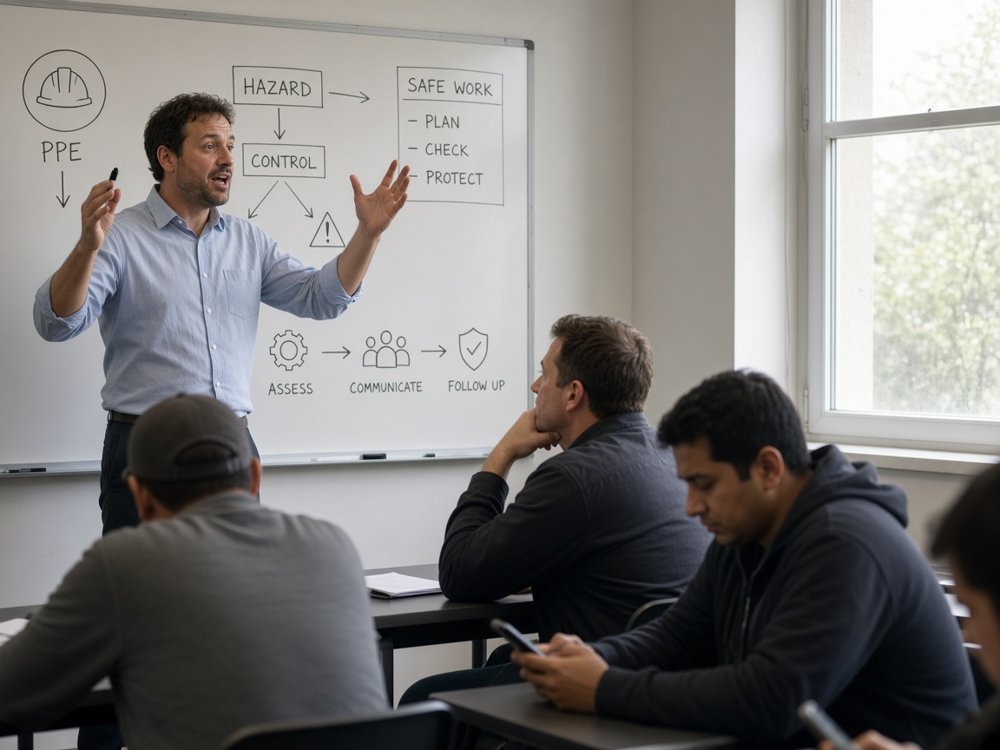 PPE
HAZARD
CONTROL
!
SAFE WORK
– PLAN
– CHECK
– PROTECT
ASSESS
COMMUNICATE
FOLLOW UP